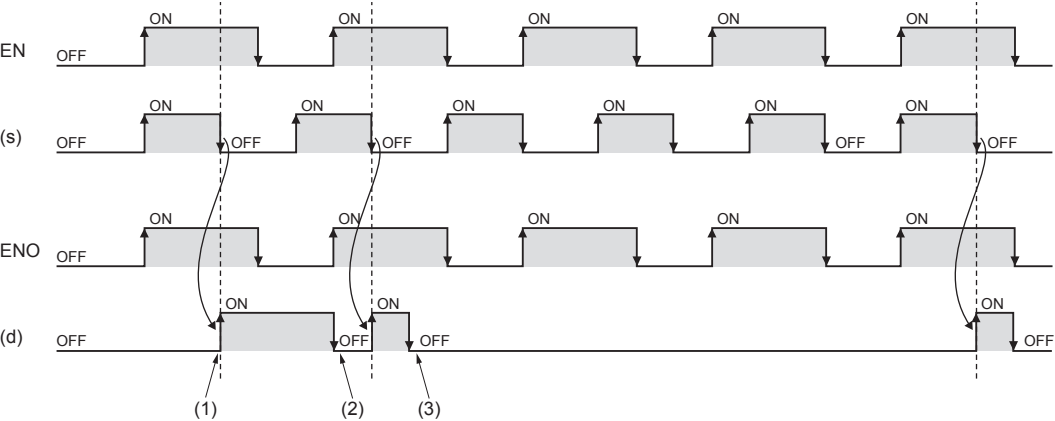 ON ON ON ON ON
EN OFF
ON ON ON ON ON ON
(s) OFF OFF OFF OFF OFF
ON ON ON ON ON
ENO OFF
ON ON ON
(d) OFF OFF OFF OFF
(1) (2) (3)